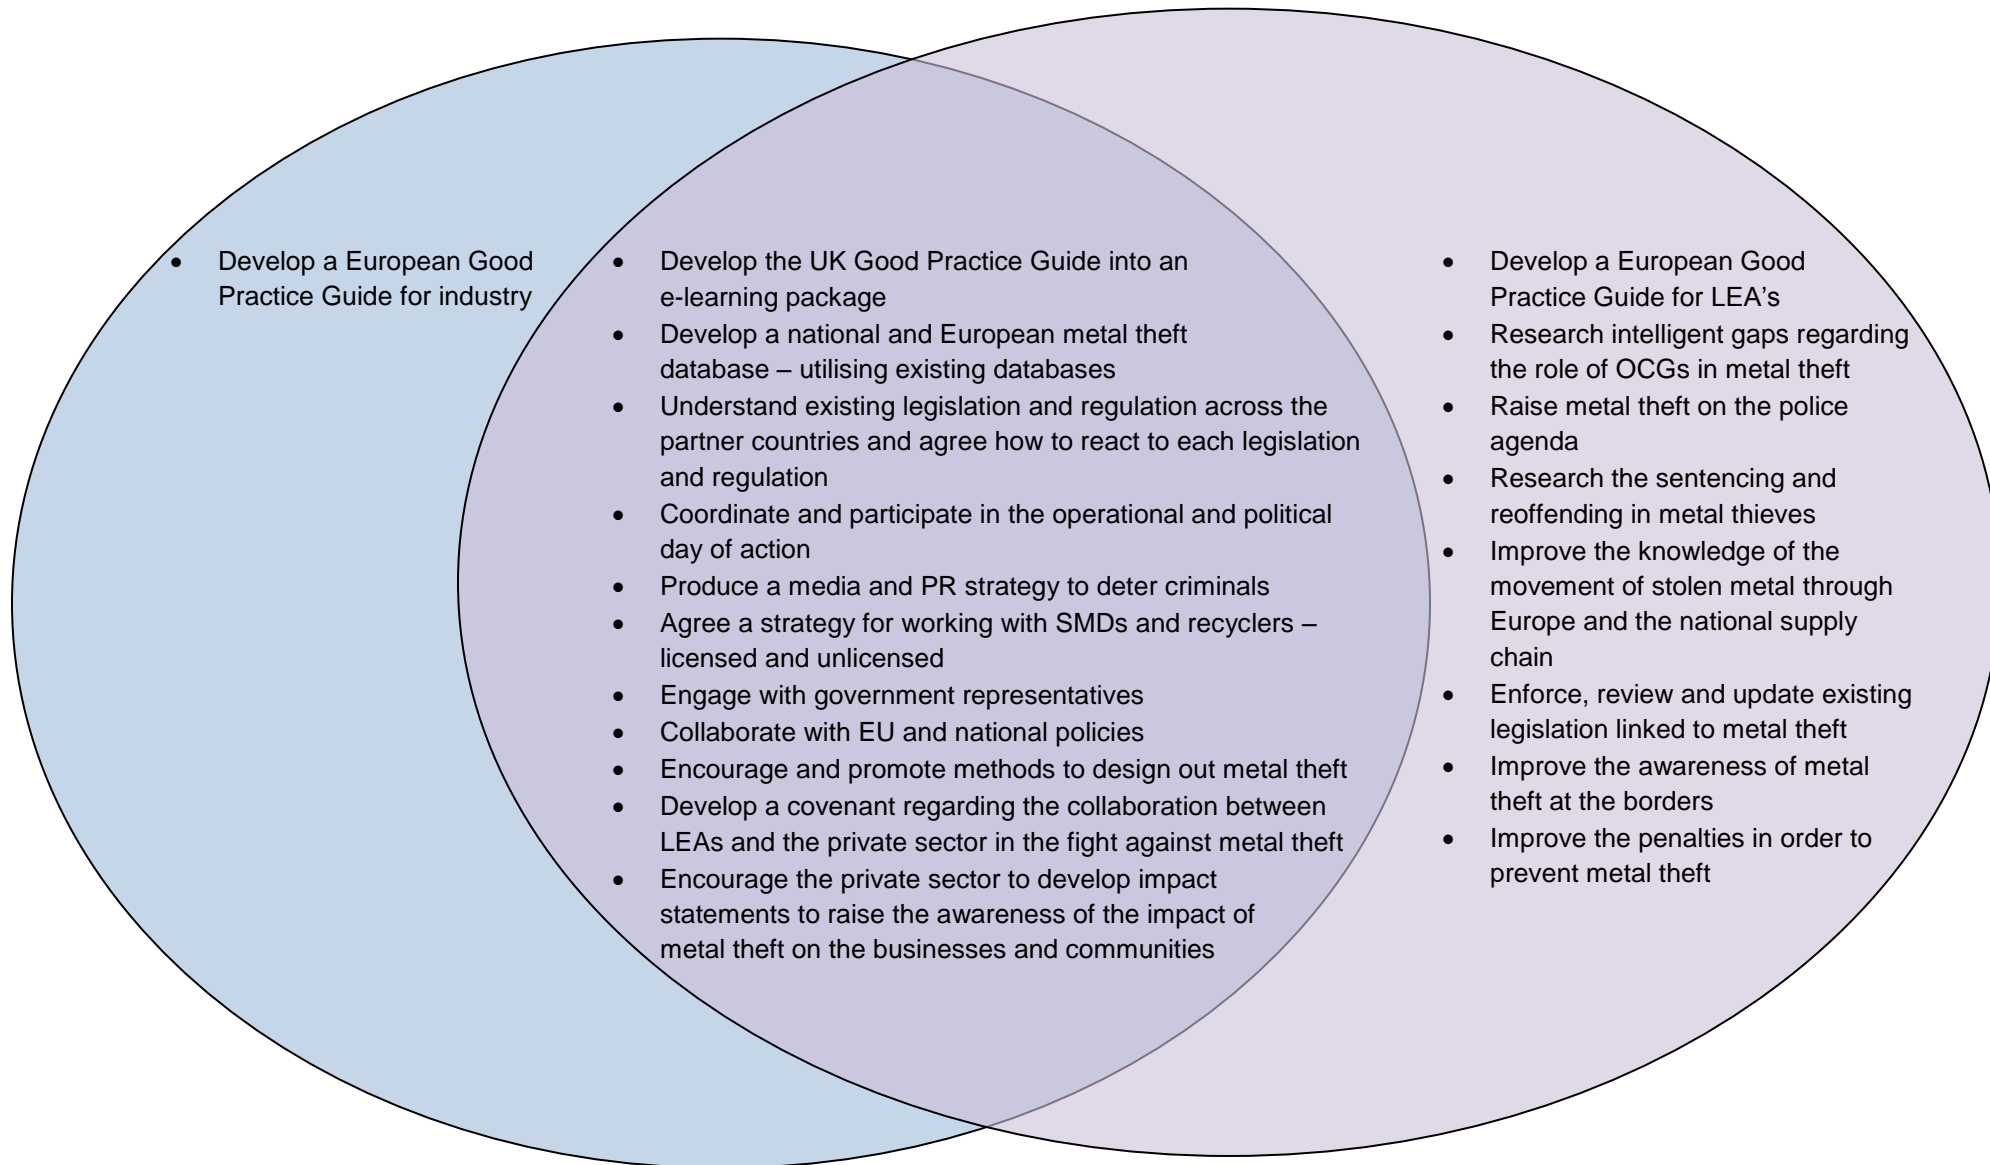 • Develop a European Good
Practice Guide for industry
• Develop the UK Good Practice Guide into an
e-learning package
• Develop a national and European metal theft
database – utilising existing databases
• Understand existing legislation and regulation across the
partner countries and agree how to react to each legislation
and regulation
• Coordinate and participate in the operational and political
day of action
• Produce a media and PR strategy to deter criminals
• Agree a strategy for working with SMDs and recyclers –
licensed and unlicensed
• Engage with government representatives
• Collaborate with EU and national policies
• Encourage and promote methods to design out metal theft
• Develop a covenant regarding the collaboration between
LEAs and the private sector in the fight against metal theft
• Encourage the private sector to develop impact
statements to raise the awareness of the impact of
metal theft on the businesses and communities
• Develop a European Good
Practice Guide for LEA’s
• Research intelligent gaps regarding
the role of OCGs in metal theft
• Raise metal theft on the police
agenda
• Research the sentencing and
reoffending in metal thieves
• Improve the knowledge of the
movement of stolen metal through
Europe and the national supply
chain
• Enforce, review and update existing
legislation linked to metal theft
• Improve the awareness of metal
theft at the borders
• Improve the penalties in order to
prevent metal theft